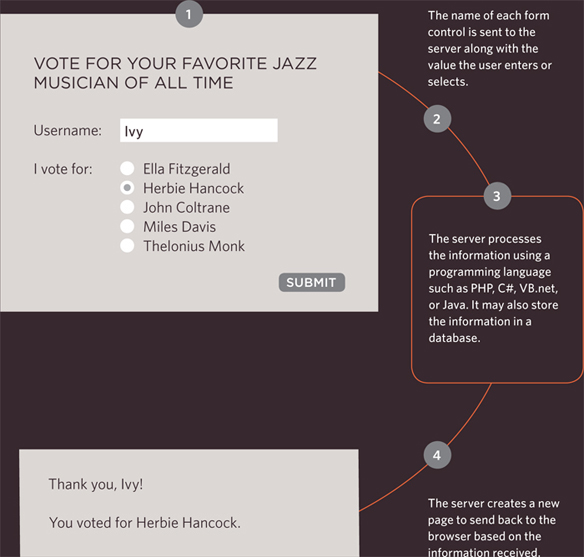 1
VOTE FOR YOUR FAVORITE JAZZ
MUSICIAN OF ALL TIME
Username: Ivy
I vote for:
Ella Fitzgerald
Herbie Hancock
John Coltrane
Miles Davis
Thelonius Monk
SUBMIT
The name of each form
control is sent to the
server along with the
value the user enters or
selects.
2
3
The server processes
the information using a
programming language
such as PHP, C#, VB.net,
or Java. It may also store
the information in a
database.
4
Thank you, Ivy!
You voted for Herbie Hancock.
The server creates a new
page to send back to the
browser based on the
information received.